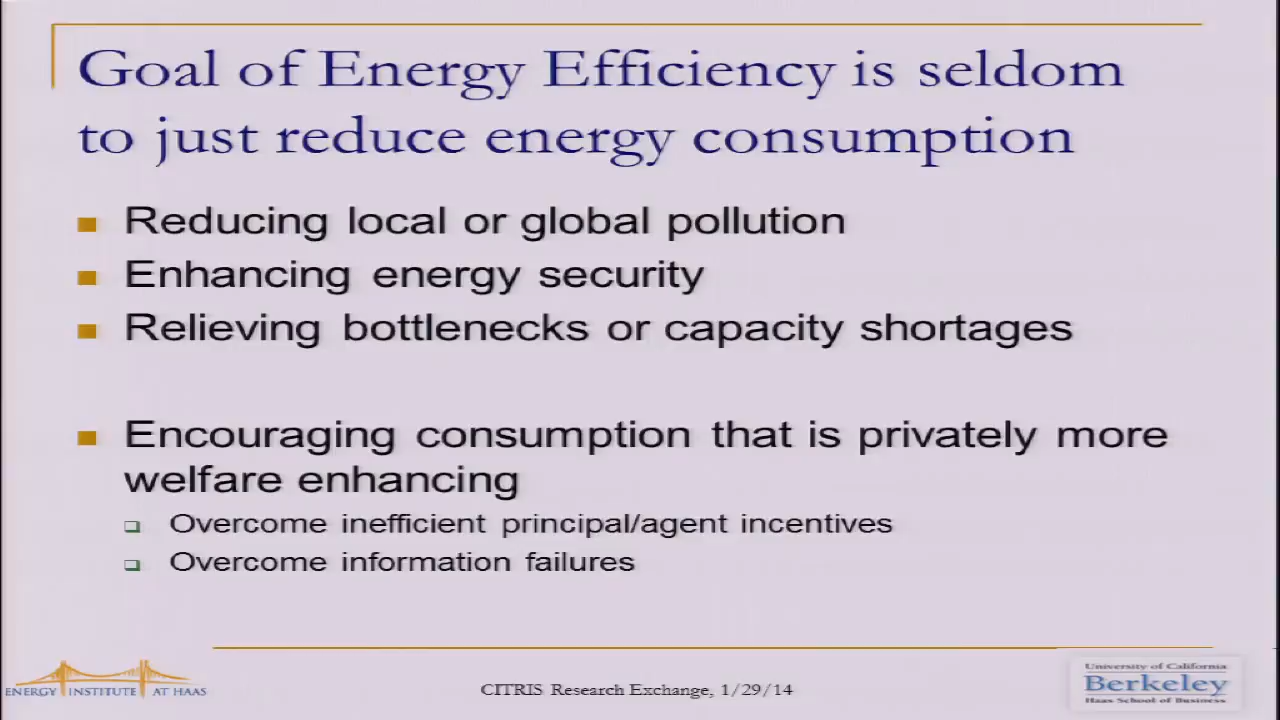 Goal of Energy Efficiency is seldom
to just reduce energy consumption
Reducing local or global pollution
Enhancing energy security
Relieving bottlenecks or capacity shortages
Encouraging consumption that is privately more
welfare enhancing
Overcome inefficient principal/agent incentives
Overcome information failures
ENERGY INSTITUTE AT HAAS
CITRIS Research Exchange, 1/29/14
University of California
Berkeley
Haas School of Business